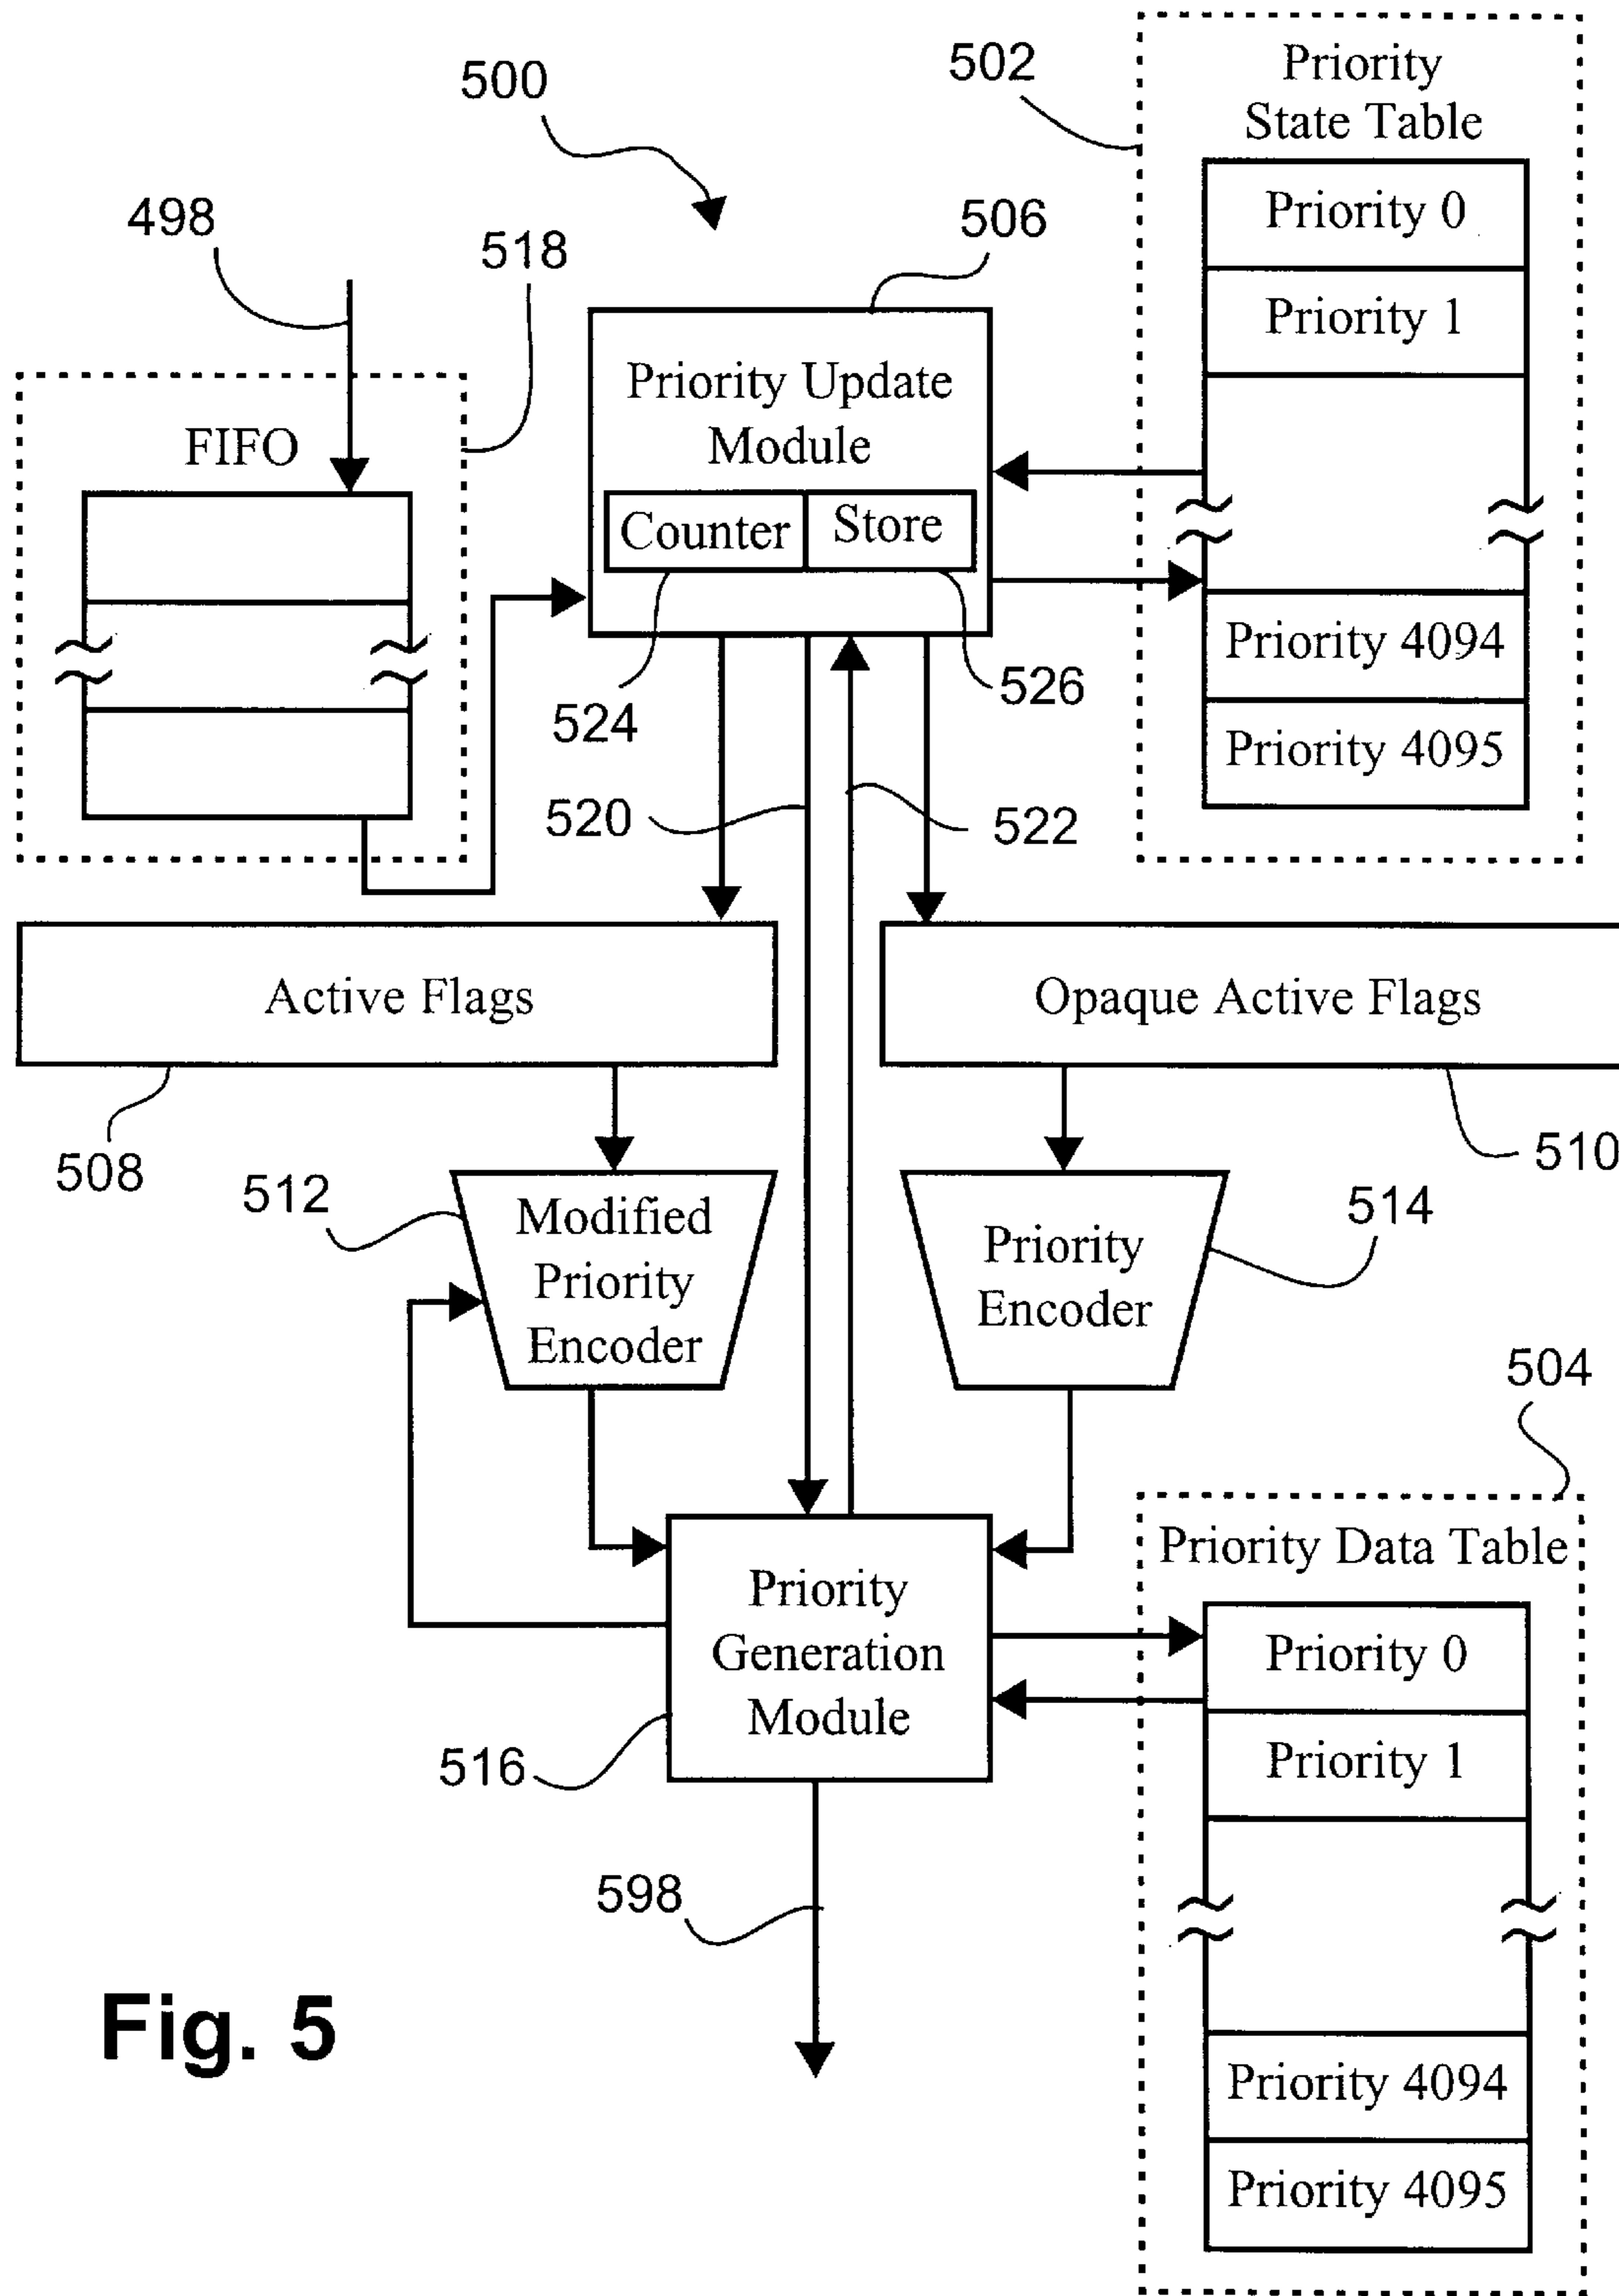 500
502
Priority
State Table
Priority 0
498
518
506
Priority 1
Priority Update
Module
FIFO
Counter
Store
Priority 4094
526
524
Priority 4095
520
522
Active Flags
Opaque Active Flags
508
510
512
Modified
Priority
Encoder
Priority
Encoder
514
504
Priority Data Table
Priority
Generation
Module
Priority 0
516
Priority 1
598
Fig. 5
Priority 4094
Priority 4095